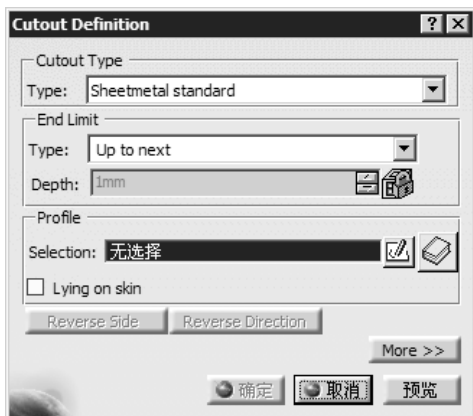 Cutout Definition ? X
Cutout Type
Type: Sheetmetal standard
End Limit
Type: Up to next
Depth: 1mm
Profile
Selection: 无选择
Lying on skin
Reverse Side Reverse Direction
More >>
确定 取消 预览